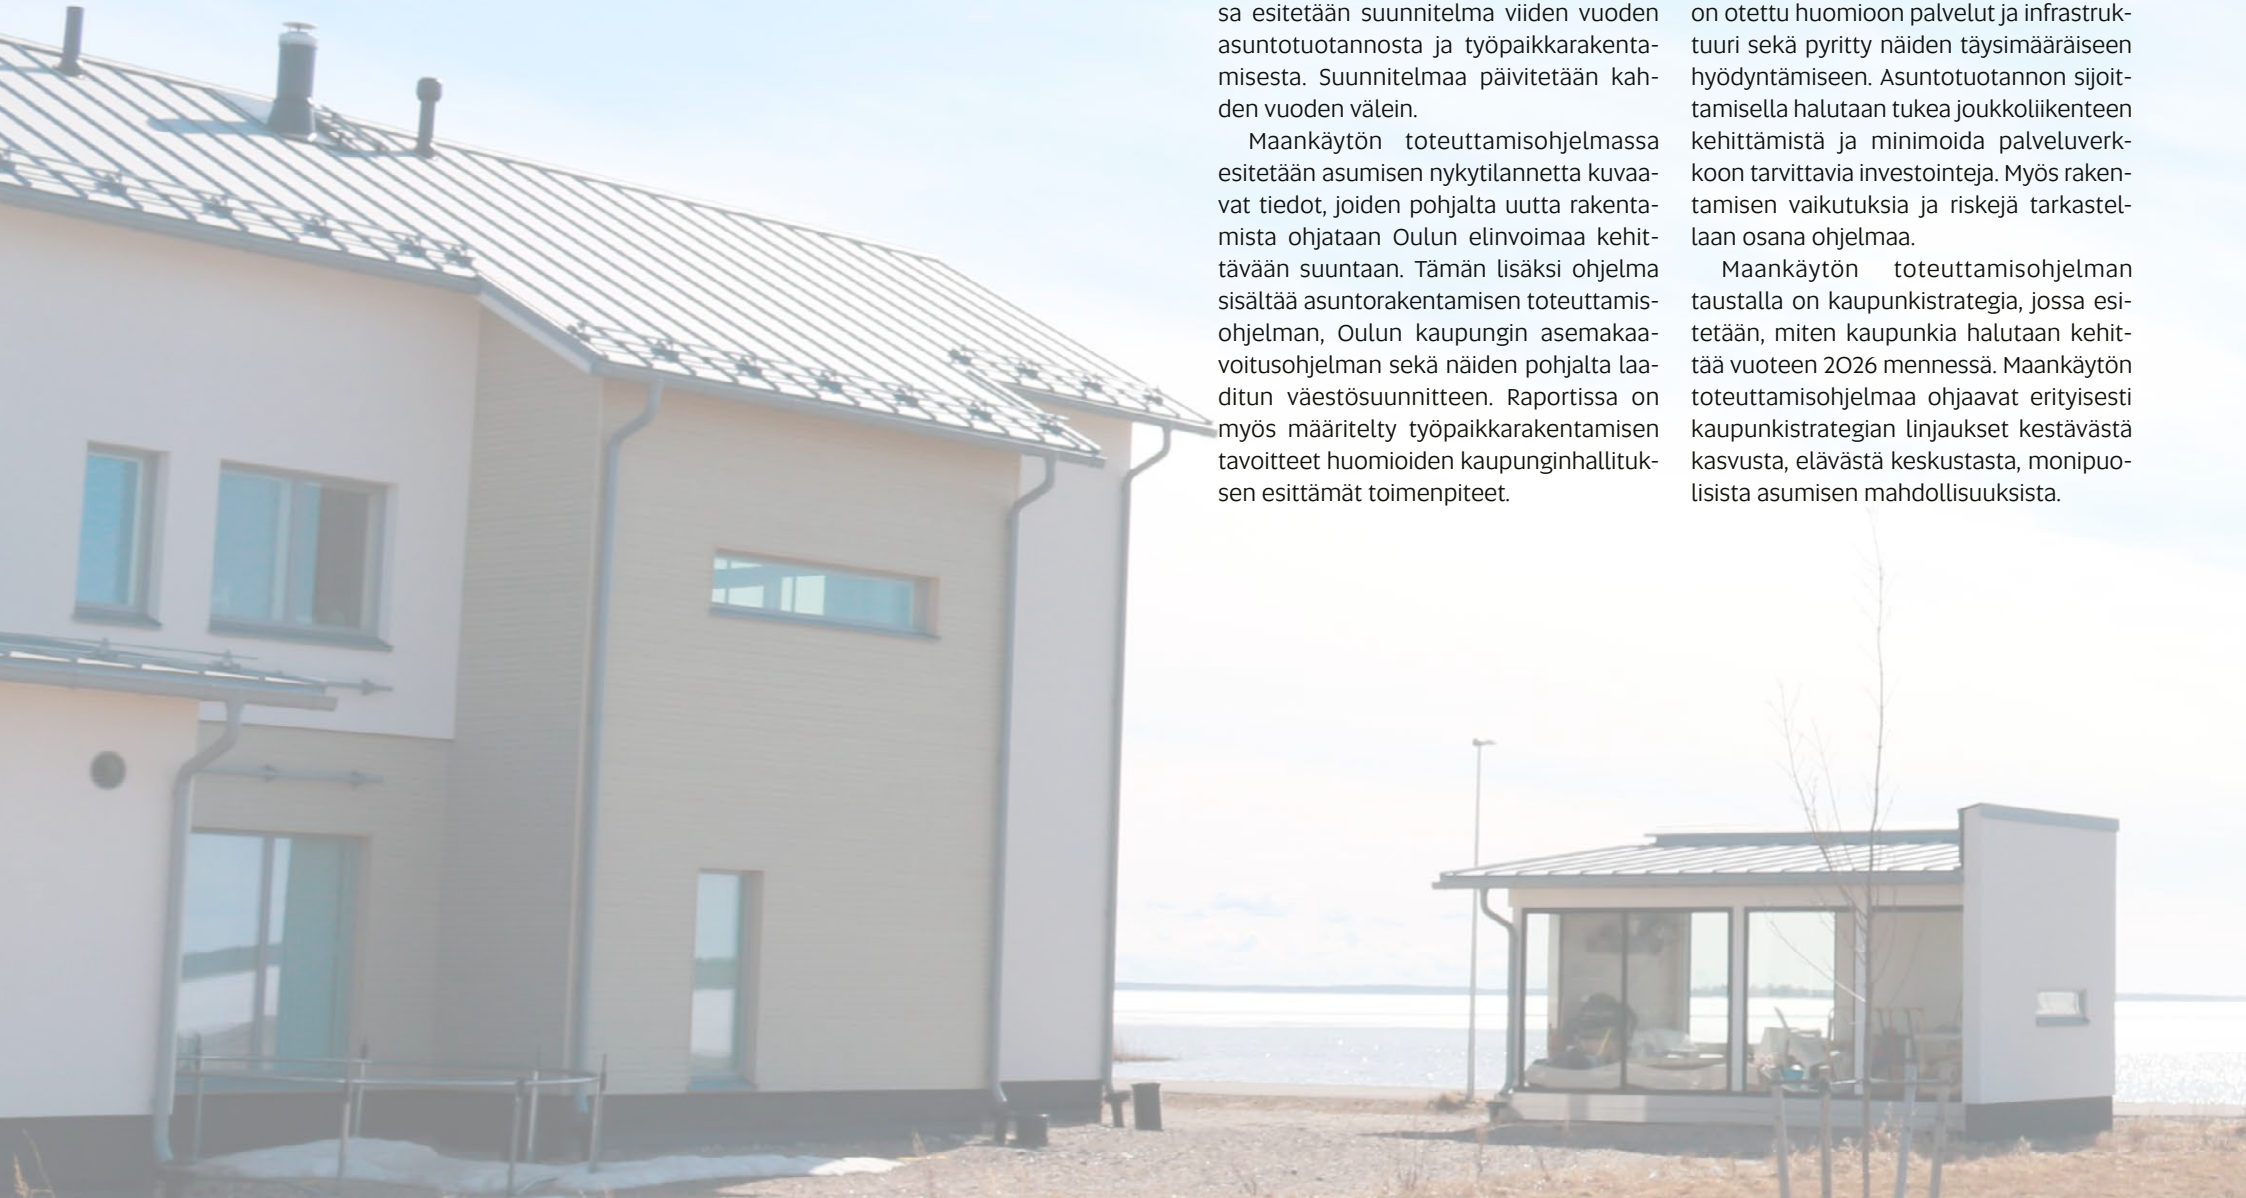 sa esitetään suunnitelma viiden vuoden
asuntotuotannosta ja työpaikkarakenta-
misesta. Suunnitelmaa päivitetään kah-
den vuoden välein.
Maankäytön toteuttamisohjelmassa
esitetään asumisen nykytilannetta kuvaa-
vat tiedot, joiden pohjalta uutta rakenta-
mista ohjataan Oulun elinvoimaa kehit-
tävään suuntaan. Tämän lisäksi ohjelma
sisältää asuntorakentamisen toteuttamis-
ohjelman, Oulun kaupungin asemakaa-
voitusohjelman sekä näiden pohjalta laa-
ditun väestösuunnitteen. Raportissa on
myös määritelty työpaikkarakentamisen
tavoitteet huomioiden kaupunginhallituk-
sen esittämät toimenpiteet.
on otettu huomioon palvelut ja infrastruk-
tuuri sekä pyritty näiden täysimääräiseen
hyödyntämiseen. Asuntotuotannon sijoit-
tamisella halutaan tukea joukkoliikenteen
kehittämistä ja minimoida palveluverk-
koon tarvittavia investointeja. Myös raken-
tamisen vaikutuksia ja riskejä tarkastel-
laan osana ohjelmaa.
Maankäytön toteuttamisohjelman
taustalla on kaupunkistrategia, jossa esi-
tetään, miten kaupunkia halutaan kehit-
tää vuoteen 2026 mennessä. Maankäytön
toteuttamisohjelmaa ohjaavat erityisesti
kaupunkistrategian linjaukset kestävästä
kasvusta, elävästä keskustasta, monipuo-
lisista asumisen mahdollisuuksista.